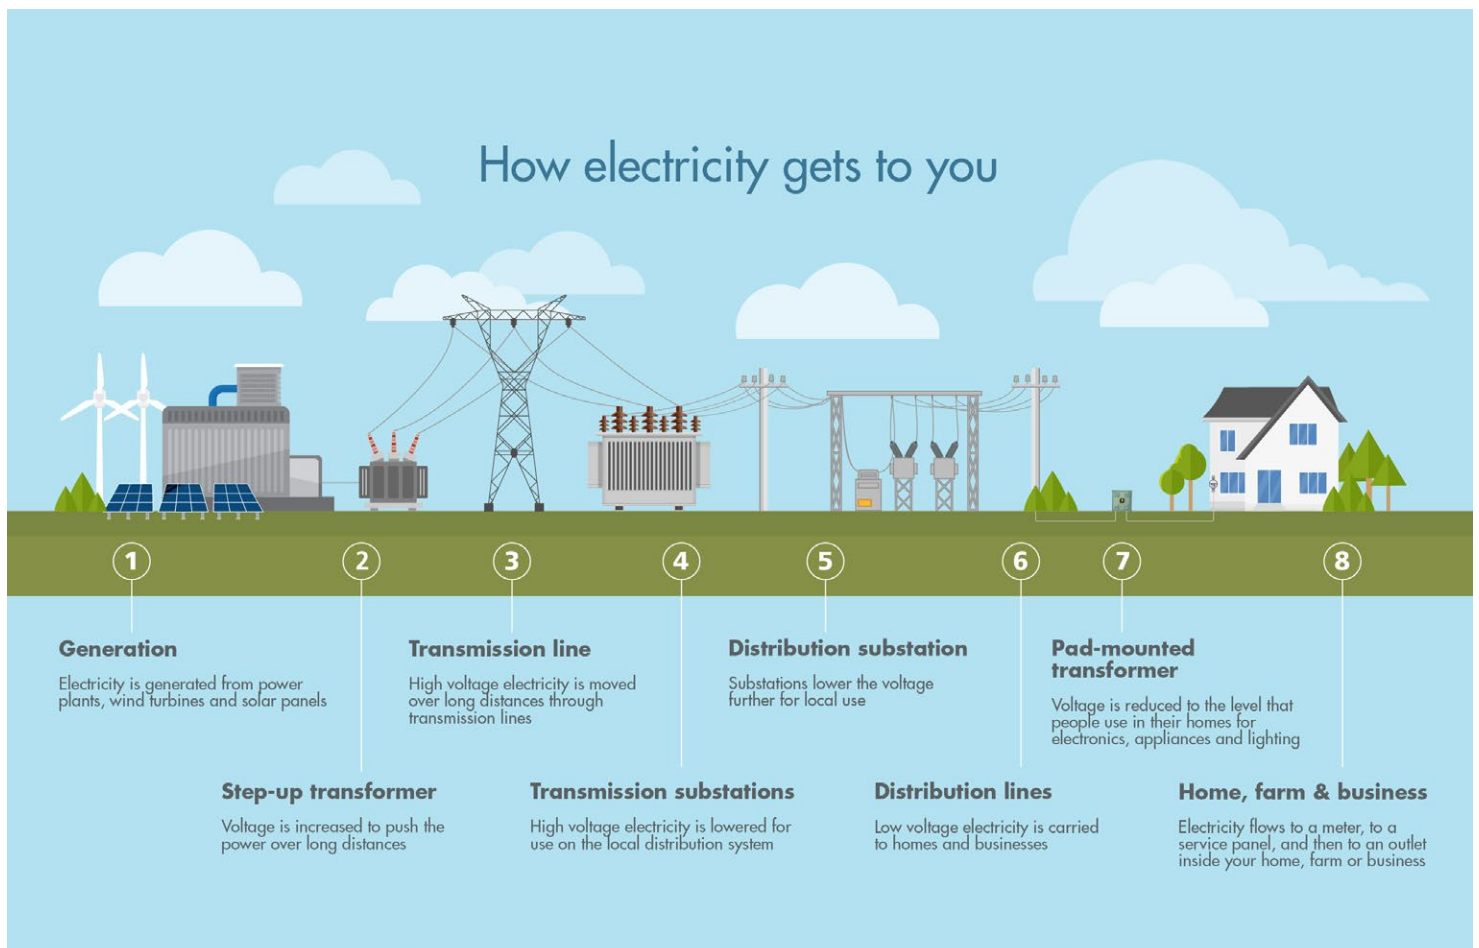 How electricity gets to you
1
2
3
4
5
6
7
8
Generation
Electricity is generated from power
plants, wind turbines and solar panels
Step-up transformer
Voltage is increased to push the
power over long distances
Transmission line
High voltage electricity is moved
over long distances through
transmission lines
Transmission substations
High voltage electricity is lowered for
use on the local distribution system
Distribution substation
Substations lower the voltage
further for local use
Distribution lines
Low voltage electricity is carried
to homes and businesses
Pad-mounted
transformer
Voltage is reduced to the level that
people use in their homes for
electronics, appliances and lighting
Home, farm & business
Electricity flows to a meter, to a
service panel, and then to an outlet
inside your home, farm or business